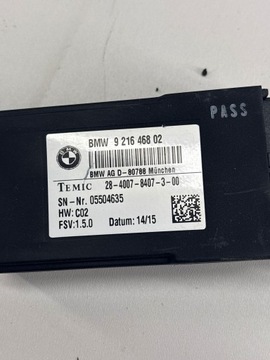 PASS
BMW 9 216 468 02
BMW AG D-80788 München
TEMIC 28-4007-8407-3-00
SN-Nr. 05504635
HW: C02
FSV:1.5.0 Datum: 14/15